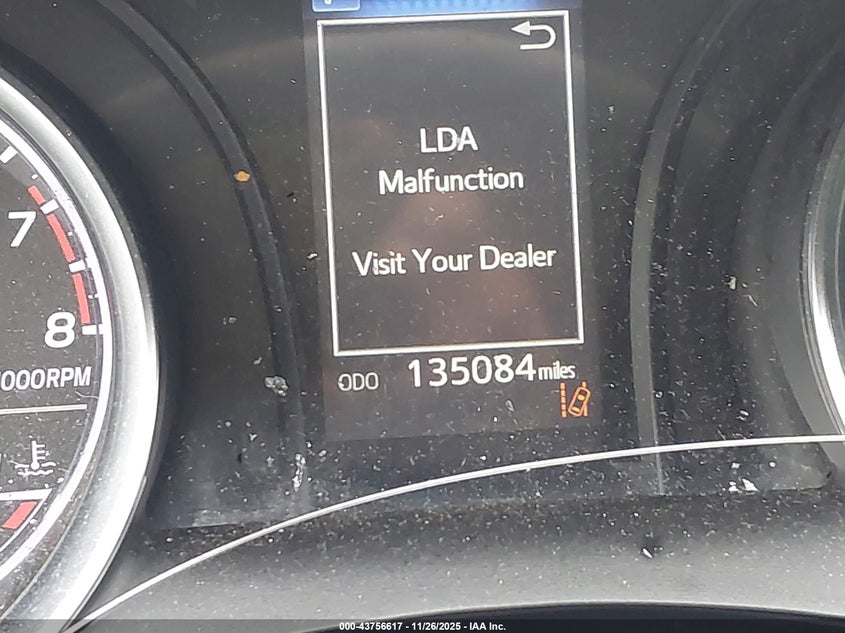 LDA
Malfunction
Visit Your Dealer
ODO 135084 miles
7
8
000RPM
000-43756617 - 11/26/2025 - IAA Inc.